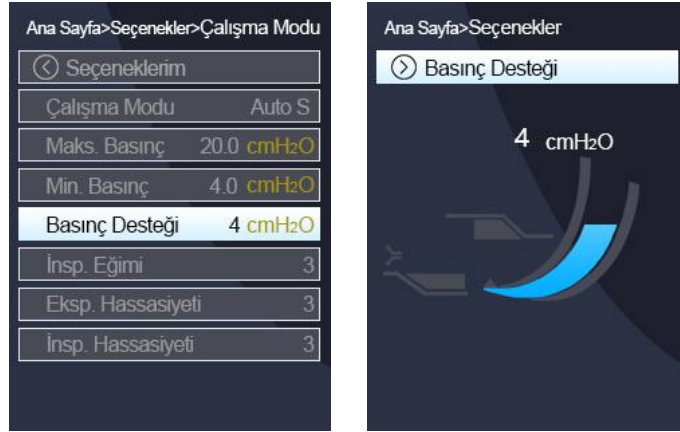 Ana Sayfa>Seçenekler>Çalışma Modu
Seçeneklerim
Çalışma Modu Auto S
Maks. Basınç 20.0 cmH2O
Min. Basınç 4.0 cmH2O
Basınç Desteği 4 cmH2O
İnsp. Eğimi 3
Eksp. Hassasiyeti 3
İnsp. Hassasiyeti 3
Ana Sayfa>Seçenekler
Basınç Desteği
4 cmH2O